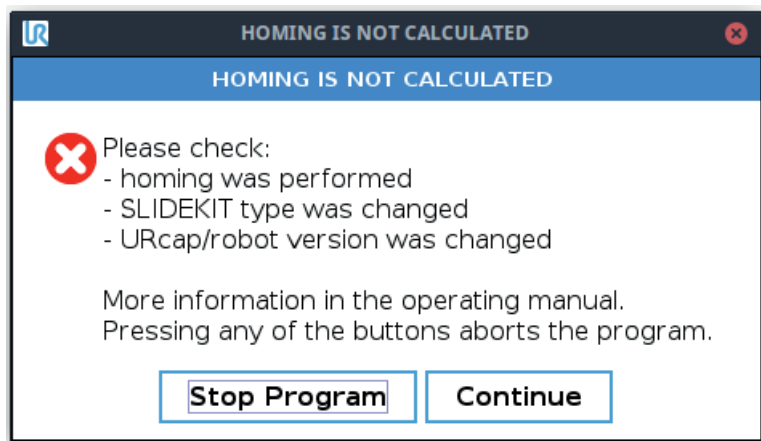 UR
HOMING IS NOT CALCULATED
HOMING IS NOT CALCULATED
Please check:
- homing was performed
- SLIDEKIT type was changed
- URcap/robot version was changed
More information in the operating manual.
Pressing any of the buttons aborts the program.
Stop Program
Continue